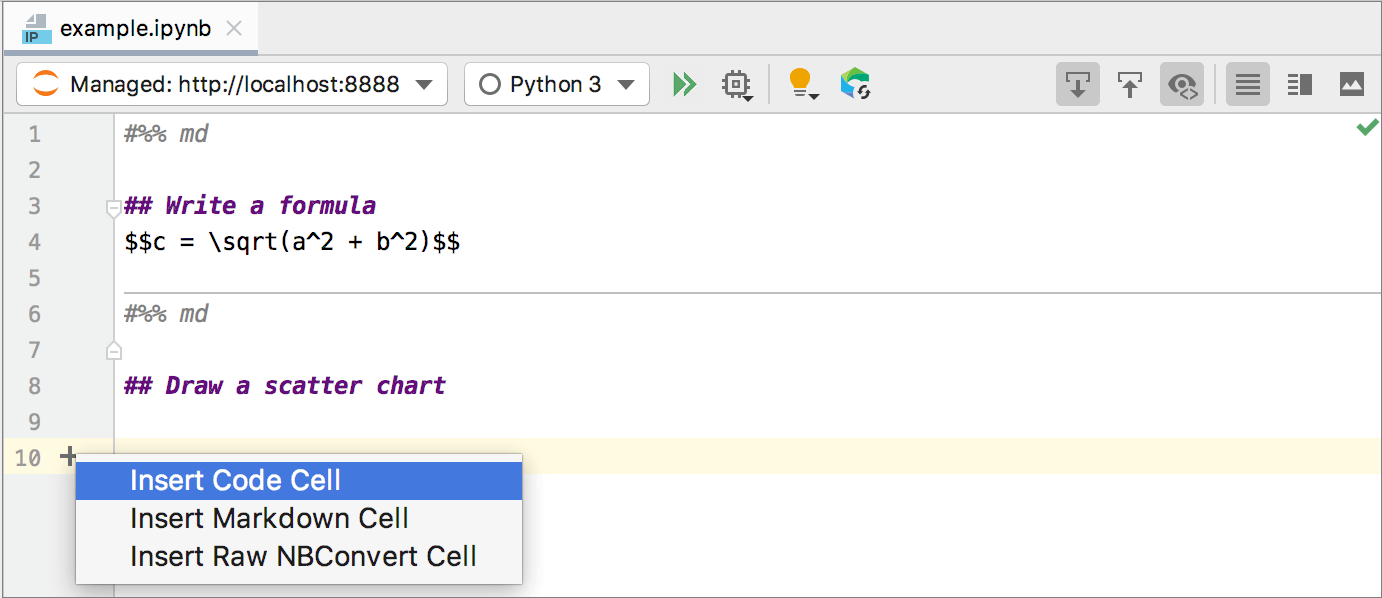 IP example.ipynb
Managed: http://localhost:8888 Python 3
1 #%% md
2
3 ## Write a formula
4 $$c = \sqrt(a^2 + b^2)$$
5
6 #%% md
7
8 ## Draw a scatter chart
9
10
Insert Code Cell
Insert Markdown Cell
Insert Raw NBConvert Cell